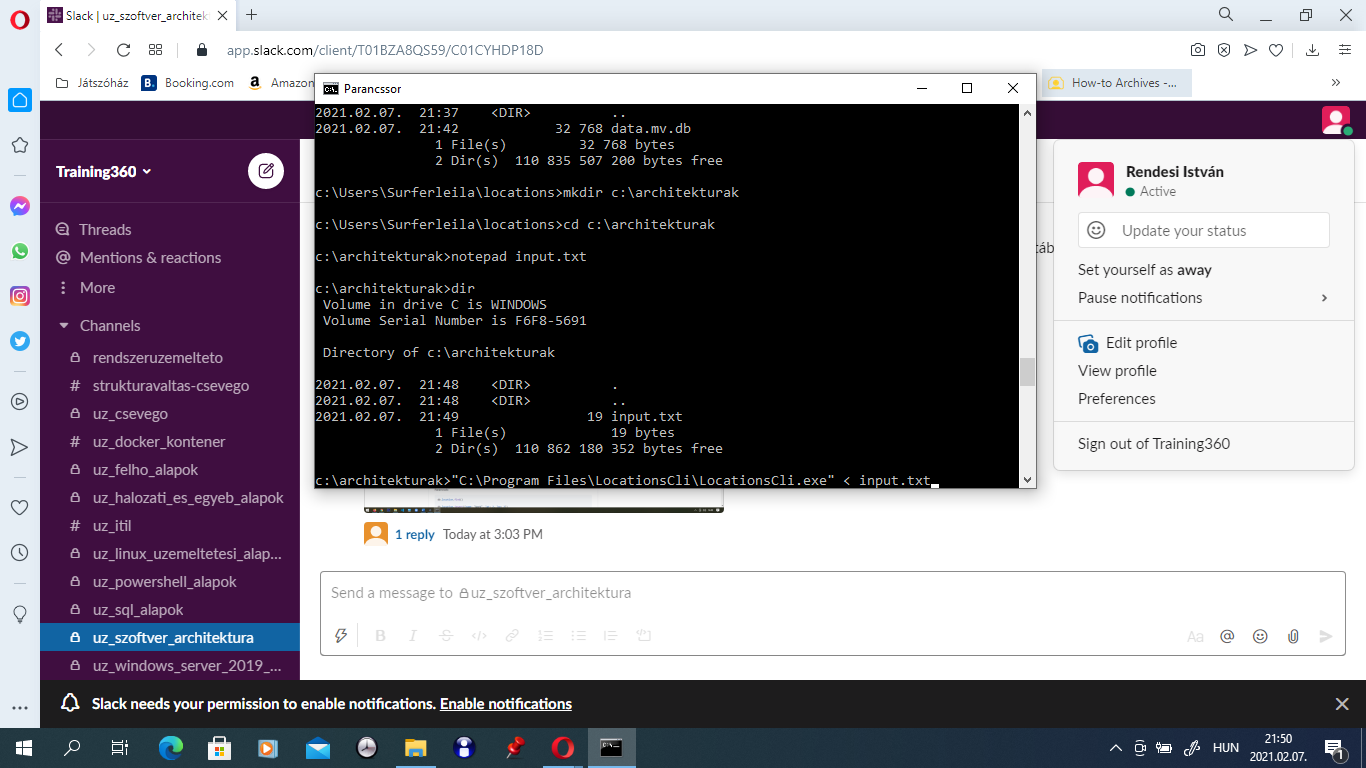 Slack | uz_szoftver_architek
app.slack.com/client/T01BZA8QS59/C01CYHDP18D
Játszóház
B. Booking.com
a Amazon
How-to Archives -...
»
Training360
Threads
@ Mentions & reactions
More
Channels
rendszeruzemelteto
# strukturavaltas-csevego
uz_csevego
# uz_docker_kontener
uz_felho_alapok
uz_halozati_es_egyeb_alapok
# uz_itil
uz_linux_uzemeltetesi_alap...
uz_powershell_alapok
uz_sql_alapok
uz_szoftver_architektura
uz_windows_server_2019_...
Parancssor
2021.02.07.  21:37    <DIR>          ..
2021.02.07.  21:42            32 768 data.mv.db
1 File(s)         32 768 bytes
2 Dir(s)  110 835 507 200 bytes free
c:\Users\Surferleila\locations>mkdir c:\architekturak
c:\Users\Surferleila\locations>cd c:\architekturak
c:\architekturak>notepad input.txt
c:\architekturak>dir
Volume in drive C is WINDOWS
Volume Serial Number is F6F8-5691
Directory of c:\architekturak
2021.02.07.  21:48    <DIR>          .
2021.02.07.  21:48    <DIR>          ..
2021.02.07.  21:49                19 input.txt
1 File(s)             19 bytes
2 Dir(s)  110 862 180 352 bytes free
c:\architekturak>"C:\Program Files\LocationsCli\LocationsCli.exe" < input.txt
táb
Rendesi István
Active
Update your status
Set yourself as away
Pause notifications
Edit profile
View profile
Preferences
Sign out of Training360
1 reply Today at 3:03 PM
Send a message to uz_szoftver_architektura
B I S </>
Aa @
Slack needs your permission to enable notifications. Enable notifications
HUN
21:50
2021.02.07.
1